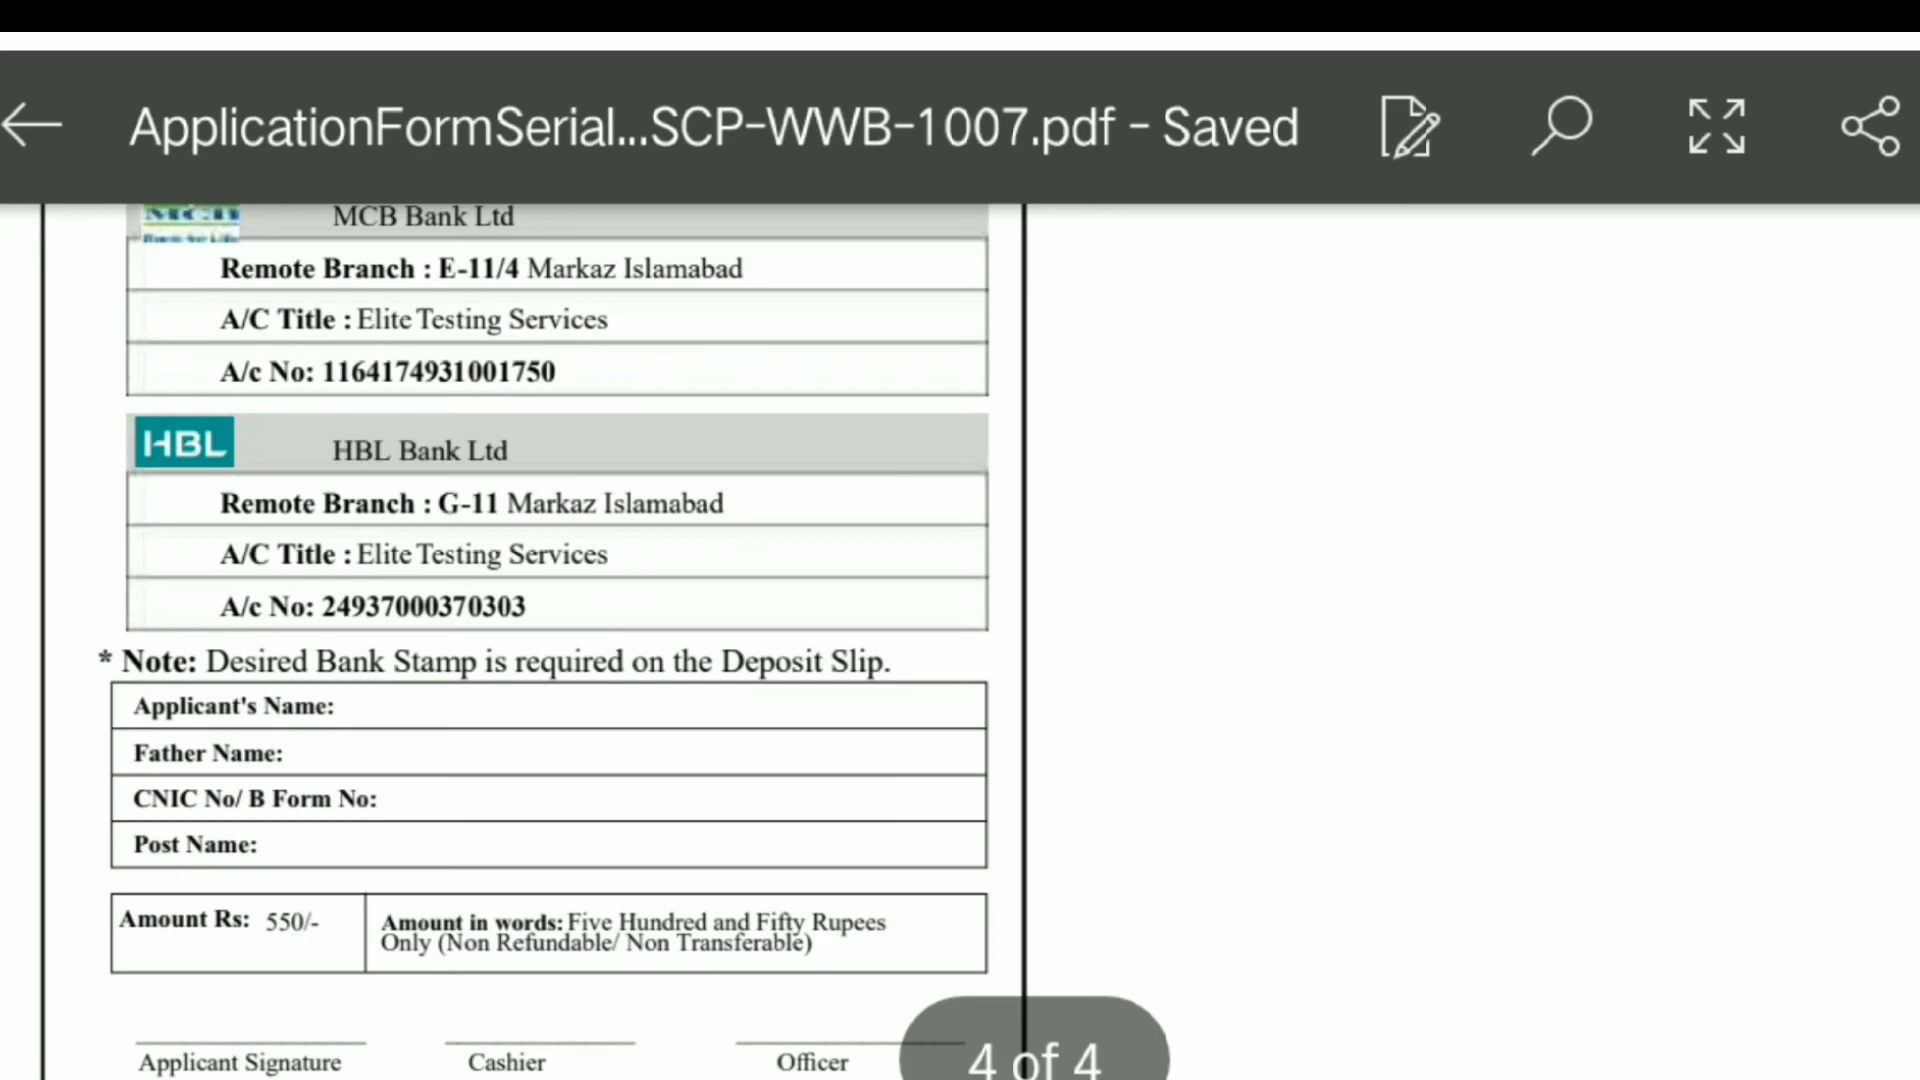 ApplicationFormSerial...SCP-WWB-1007.pdf - Saved
MCB
MCB Bank Ltd
Remote Branch : E-11/4 Markaz Islamabad
A/C Title : Elite Testing Services
A/c No: 1164174931001750
HBL
HBL Bank Ltd
Remote Branch : G-11 Markaz Islamabad
A/C Title : Elite Testing Services
A/c No: 24937000370303
* Note: Desired Bank Stamp is required on the Deposit Slip.
Applicant's Name:
Father Name:
CNIC No/ B Form No:
Post Name:
Amount Rs: 550/-
Amount in words: Five Hundred and Fifty Rupees
Only (Non Refundable/ Non Transferable)
Applicant Signature
Cashier
Officer
4 of 4